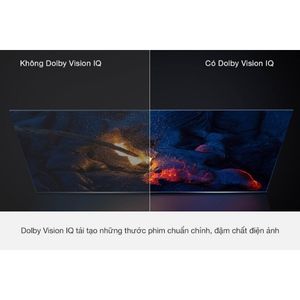 Không Dolby Vision IQ
Có Dolby Vision IQ
Dolby Vision IQ tái tạo những thước phim chuẩn chỉnh, đậm chất điện ảnh